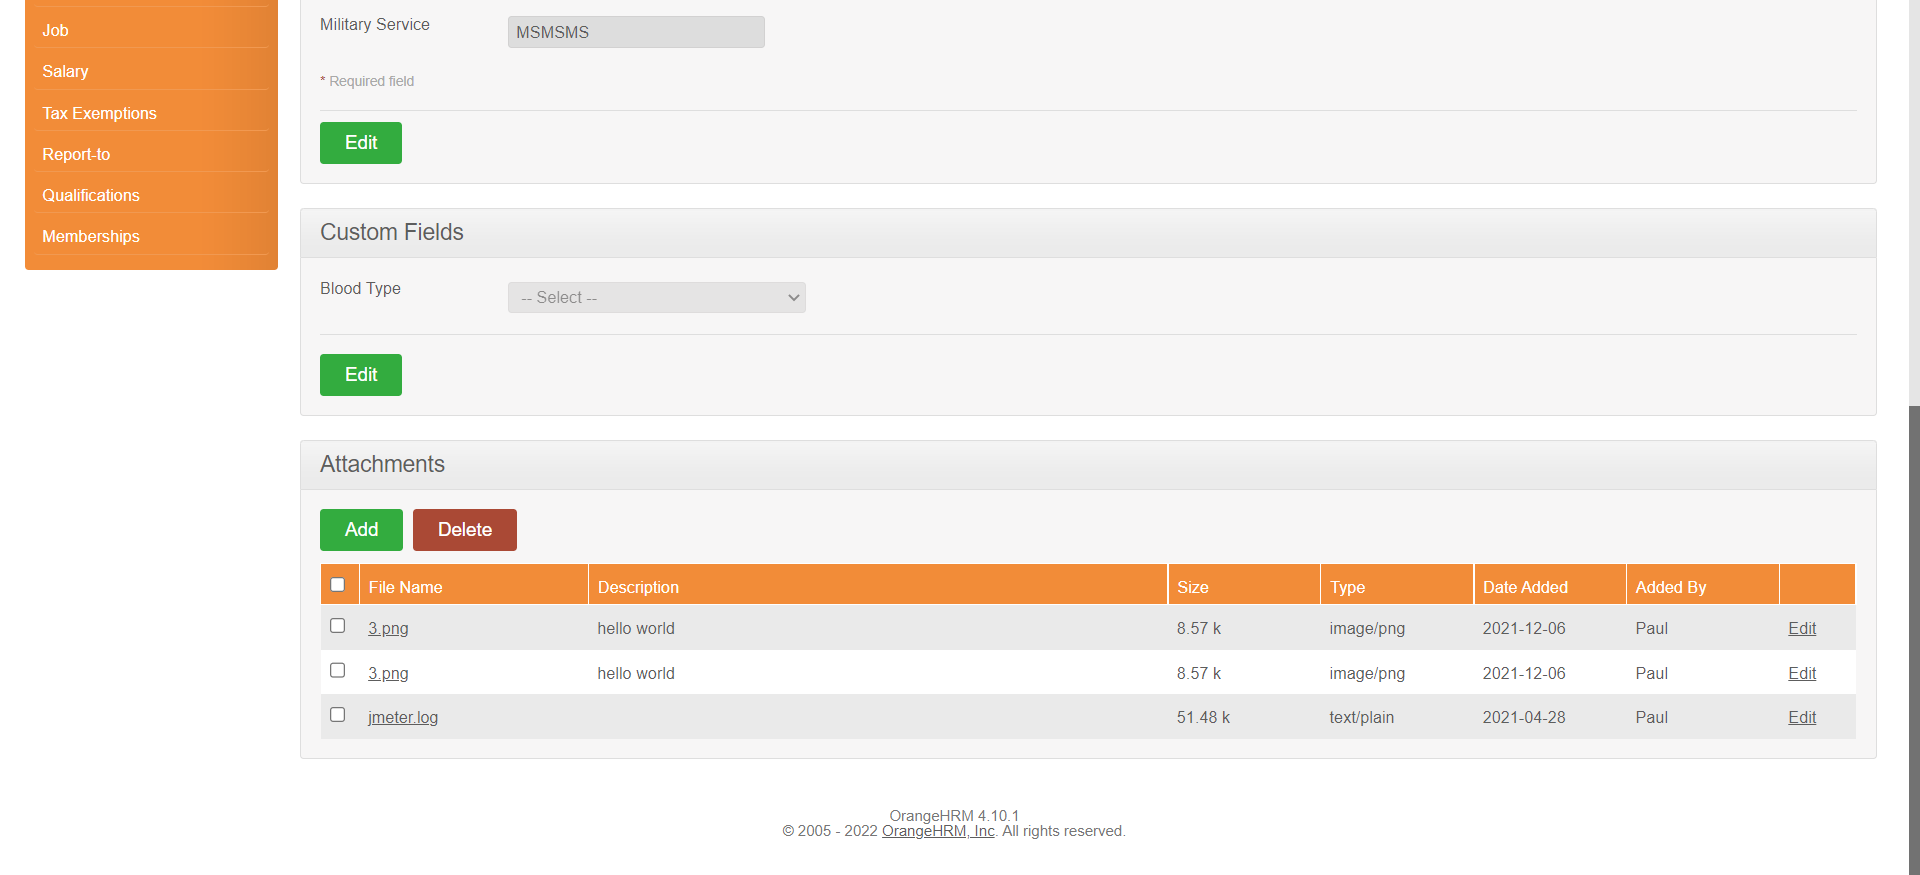 Job
Salary
Tax Exemptions
Report-to
Qualifications
Memberships
Military Service
MSMSMS
* Required field
Edit
Custom Fields
Blood Type
-- Select --
Edit
Attachments
Add Delete
File Name Description Size Type Date Added Added By
3.png hello world 8.57 k image/png 2021-12-06 Paul Edit
3.png hello world 8.57 k image/png 2021-12-06 Paul Edit
jmeter.log 51.48 k text/plain 2021-04-28 Paul Edit
OrangeHRM 4.10.1
© 2005 - 2022 OrangeHRM, Inc. All rights reserved.